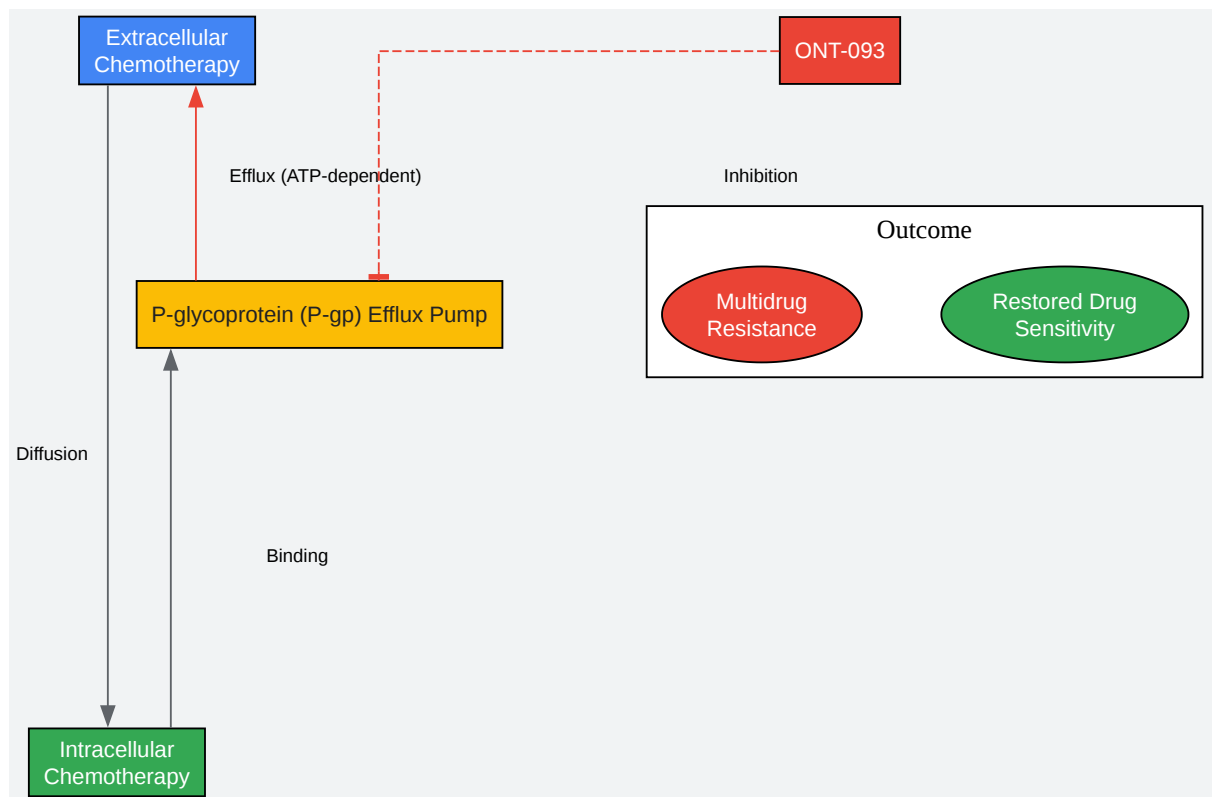 Extracellular
Chemotherapy
ONT-093
Efflux (ATP-dependent)
Inhibition
Outcome
P-glycoprotein (P-gp) Efflux Pump
Multidrug
Resistance
Restored Drug
Sensitivity
Diffusion
Binding
Intracellular
Chemotherapy